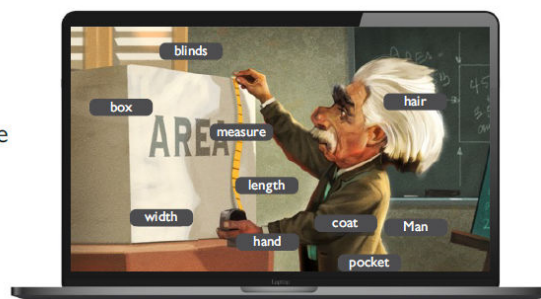 blinds
box
hair
AREA
measure
length
width
coat
Man
hand
pocket